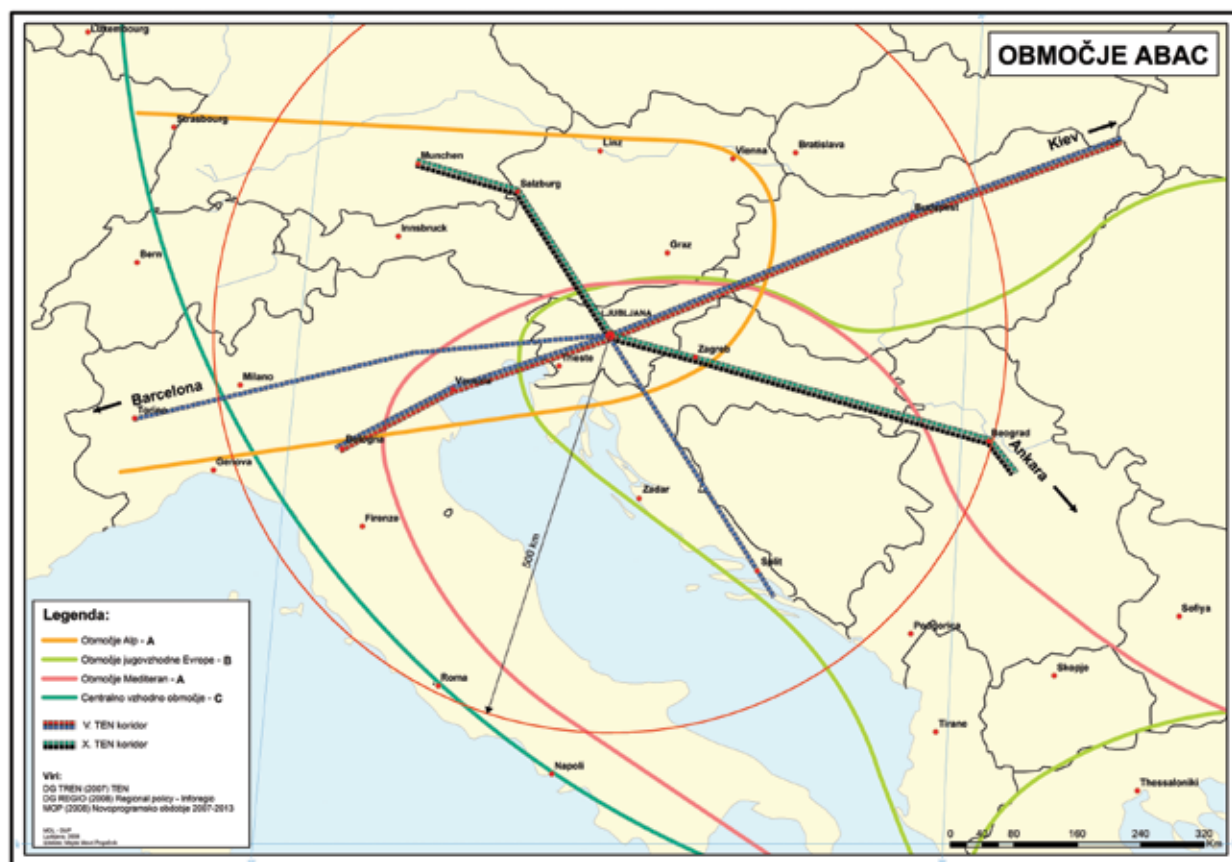 OBMOČJE ABAC
Luxembourg
Strasbourg
Munchen
Salzburg
Linz
Vienna
Bratislava
Kiev
Innsbruck
Graz
Budapest
Bern
LJUBLJANA
Zagreb
Trieste
Milano
Barcelona
Torino
Venezia
Bologna
Genova
Firenze
Zadar
Beograd
Ankara
500 km
Split
Podgorica
Sofiya
Skopje
Roma
Tirane
Napoli
Thessaloniki
Legenda:
Območje Alp - A
Območje jugovzhodne Evrope - B
Območje Mediteran - A
Centralno vzhodno območje - C
V. TEN koridor
X. TEN koridor
Viri:
DG TREN (2007) TEN
DG REGIO (2008) Regional policy - Inforegio
MOP (2008) Novoprogramsko obdobje 2007-2013
0 40 80 160 240 320
Km